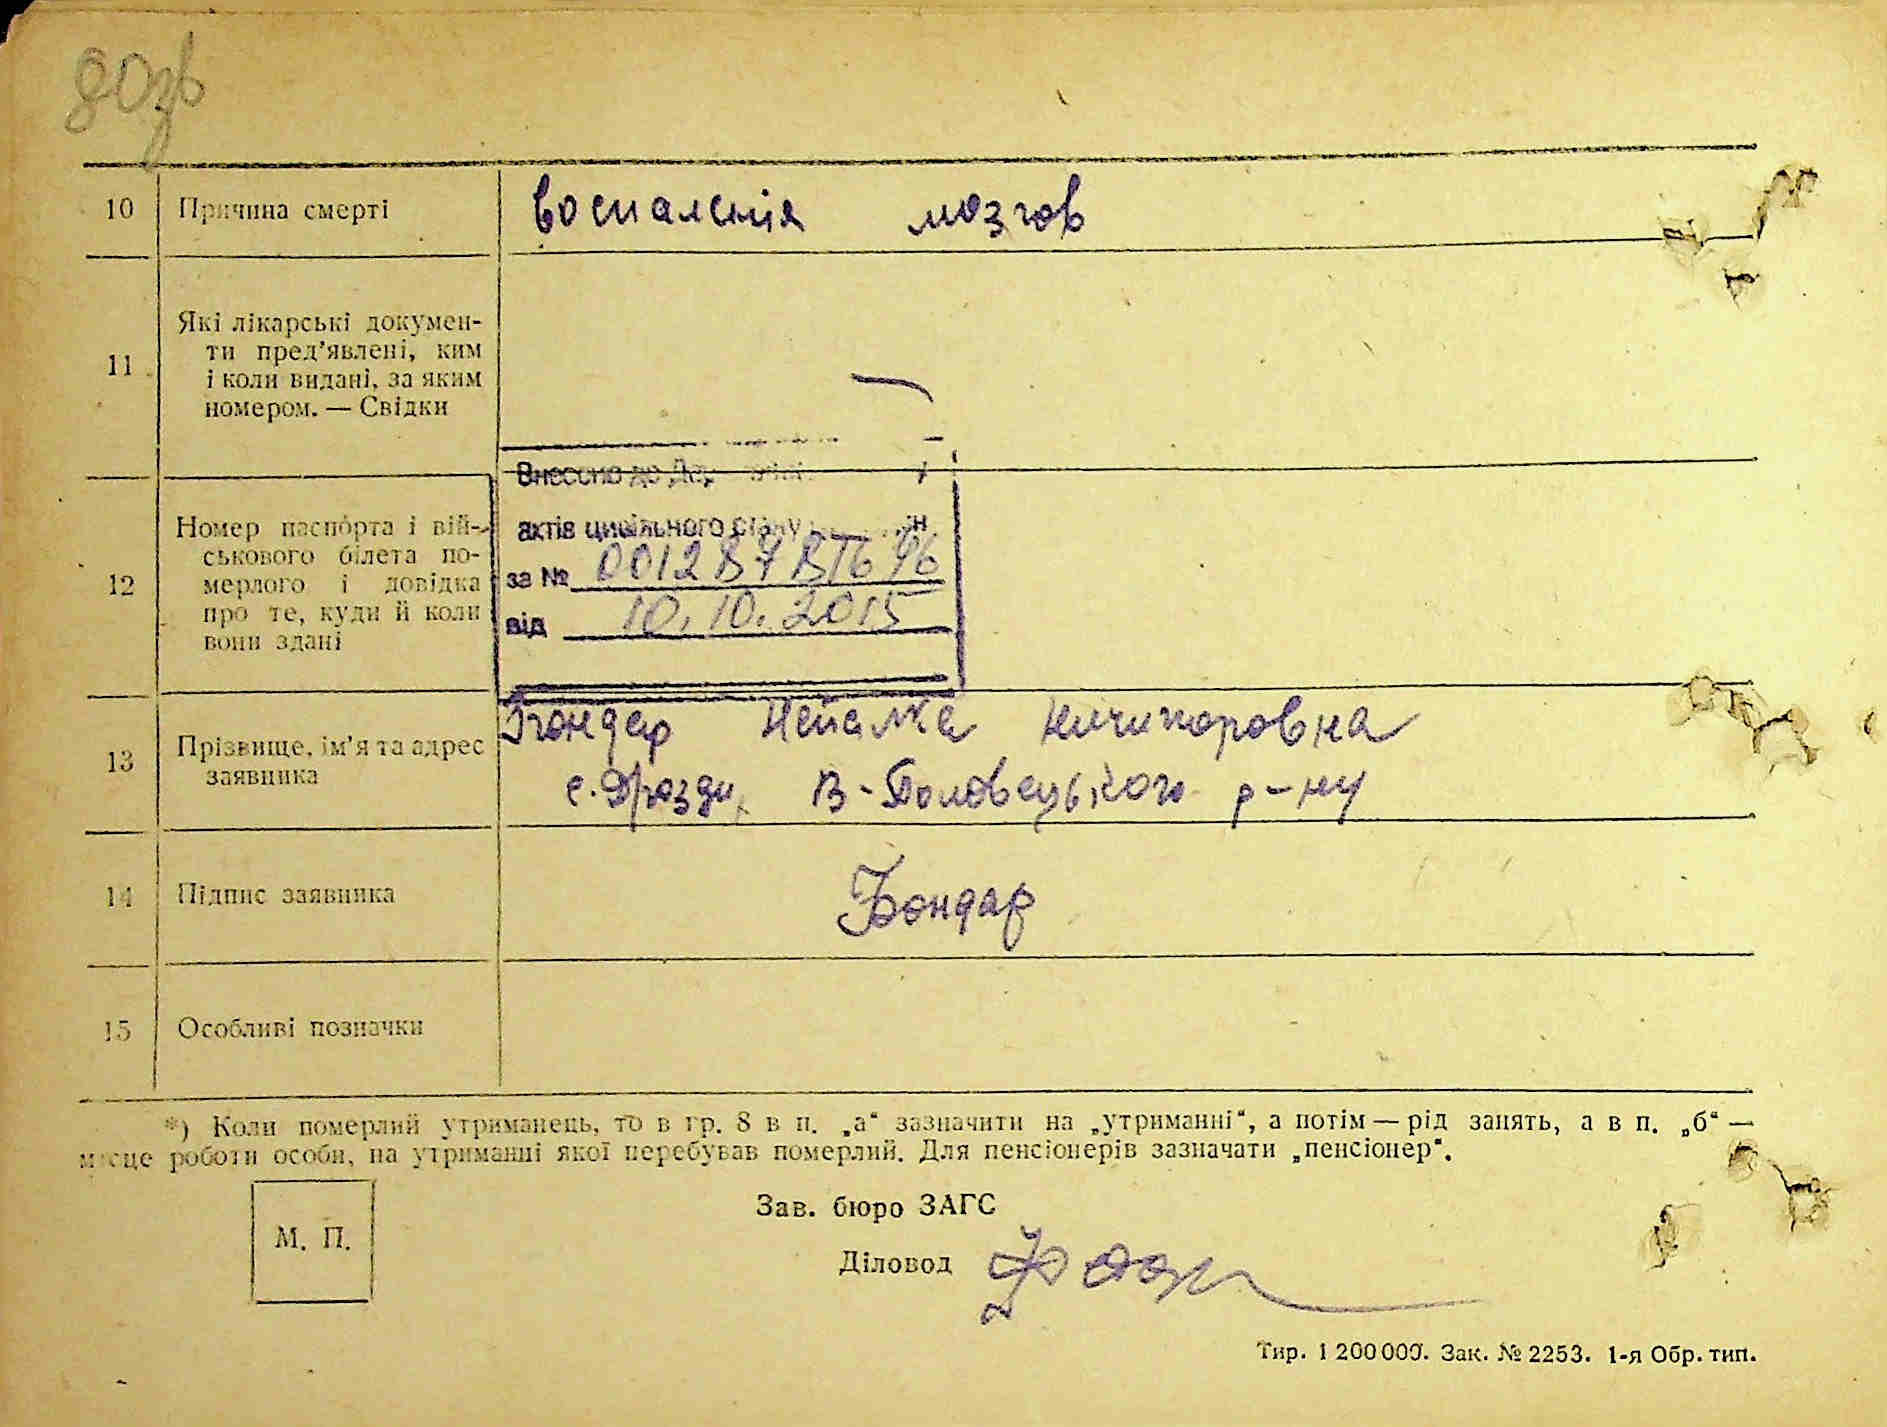 10 Причина смерті воспаленія мозгов
11 Які лікарські докумен-
ти пред'явлені, ким
і коли видані, за яким
номером. — Свідки
Внесено до
12 Номер паспорта і вій-
ськового білета по-
мерлого і довідка
про те, куди й коли
вони здані
актів цивільного стану
за №
від 10.10.2015
13 Прізвище, ім'я та адрес
заявника
Бондар Ничипоровна
с. Дрозди В-Половецького р-ну
14 Підпис заявника Бондар
15 Особливі позначки
*) Коли померлий утриманець, то в гр. 8 в п. „а“ зазначити на „утриманні“, а потім — рід занять, а в п. „б“ —
місце роботи особи, на утриманні якої перебував померлий. Для пенсіонерів зазначати „пенсіонер“.
М. П.
Зав. бюро ЗАГС
Діловод
Тир. 1 200 000. Зак. № 2253. 1-я Обр. тип.